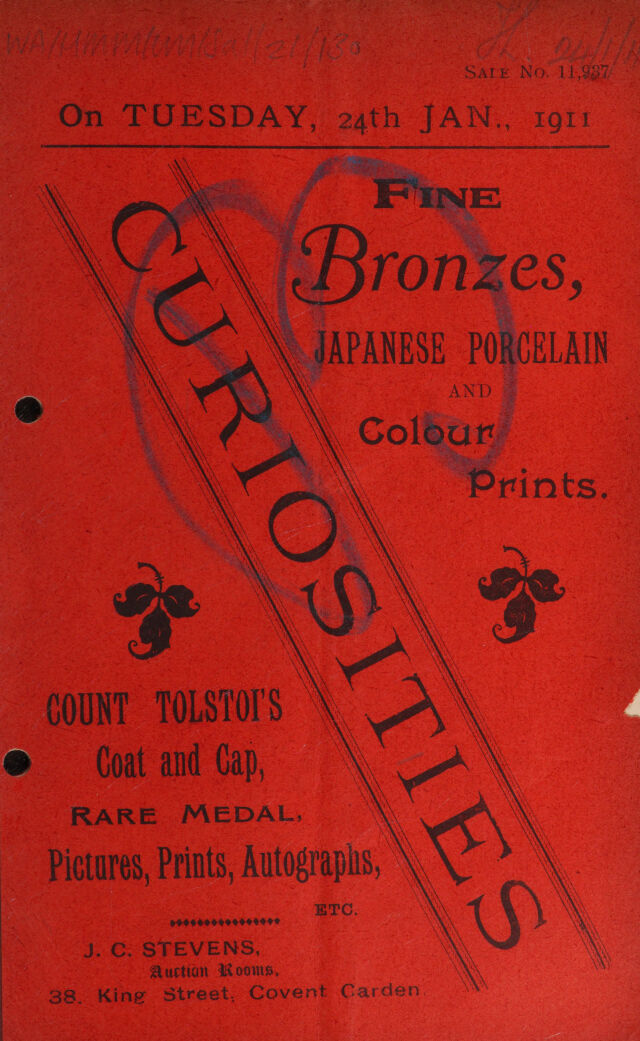 SALE NO. 11,937
On TUESDAY, 24th JAN., 1911
CURIOSITIES
FINE
Bronzes,
JAPANESE PORCELAIN
AND
Colour
Prints.
COUNT TOLSTOI'S
Coat and Cap,
RARE MEDAL,
Pictures, Prints, Autographs,
ETC.
J. C. STEVENS,
Auction Rooms,
38, King Street, Covent Garden